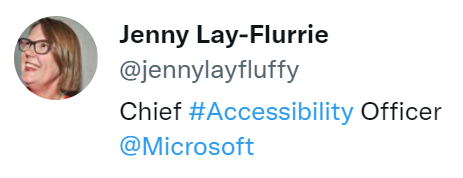 Jenny Lay-Flurrie
@jennylayfluffy
Chief #Accessibility Officer
@Microsoft